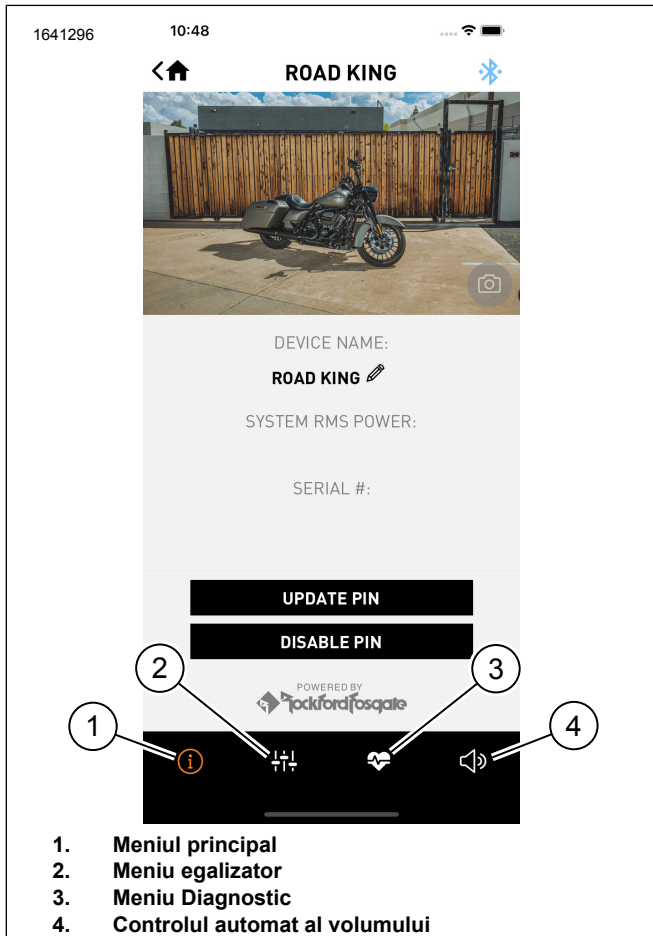 1641296
10:48
ROAD KING
DEVICE NAME:
ROAD KING
SYSTEM RMS POWER:
SERIAL #:
UPDATE PIN
DISABLE PIN
POWERED BY
Rockford Fosgate
1
2
3
4
1. Meniul principal
2. Meniu egalizator
3. Meniu Diagnostic
4. Controlul automat al volumului